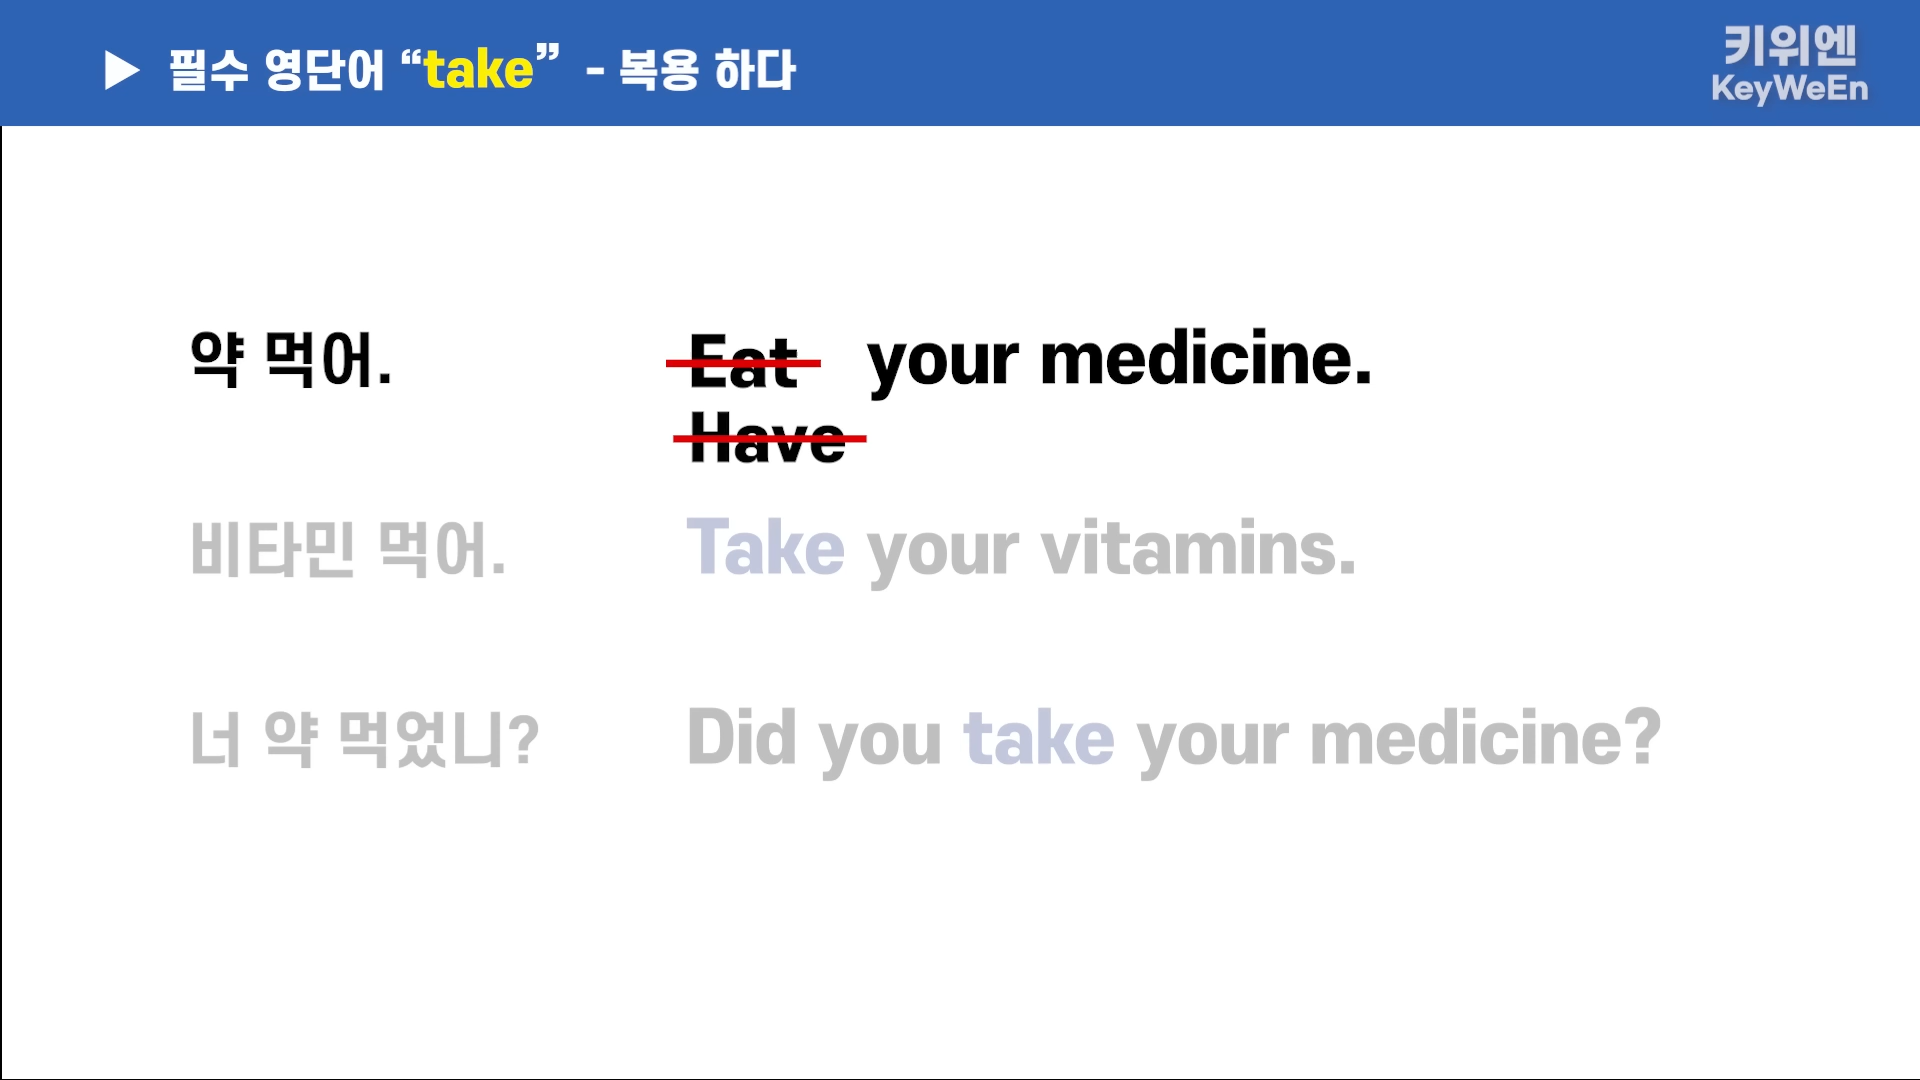 ▶ 필수 영단어 “take” - 복용 하다
키위엔
KeyWeEn
약 먹어. Eat your medicine.
Have
비타민 먹어. Take your vitamins.
너 약 먹었니? Did you take your medicine?